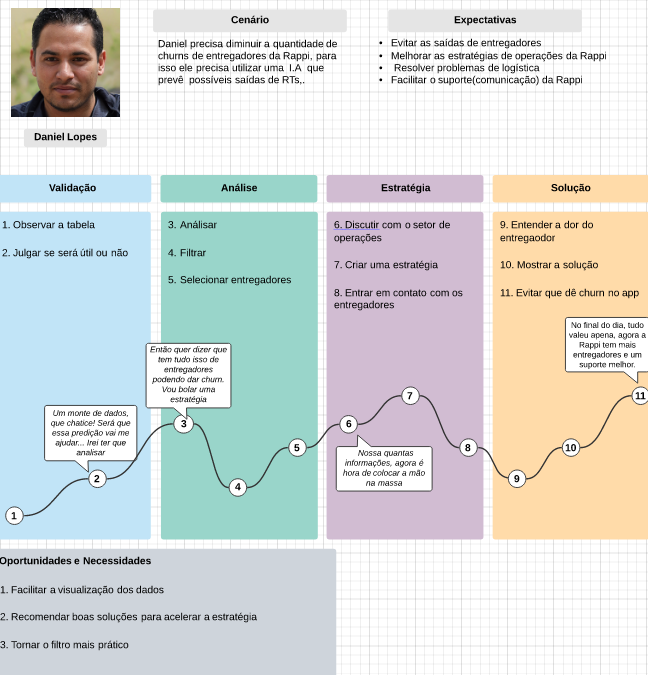 Cenário
Daniel precisa diminuir a quantidade de
churns de entregadores da Rappi, para
isso ele precisa utilizar uma I.A que
prevê possíveis saídas de RTs,.
Expectativas
• Evitar as saídas de entregadores
• Melhorar as estratégias de operações da Rappi
• Resolver problemas de logística
• Facilitar o suporte(comunicação) da Rappi
Daniel Lopes
Validação
1. Observar a tabela
2. Julgar se será útil ou não
Análise
3. Análisar
4. Filtrar
5. Selecionar entregadores
Estratégia
6. Discutir com o setor de
operações
7. Criar uma estratégia
8. Entrar em contato com os
entregadores
Solução
9. Entender a dor do
entregaodor
10. Mostrar a solução
11. Evitar que dê churn no app
Um monte de dados,
que chatice! Será que
essa predição vai me
ajudar... Irei ter que
analisar
Então quer dizer que
tem tudo isso de
entregadores
podendo dar churn.
Vou bolar uma
estratégia
Nossa quantas
informações, agora é
hora de colocar a mão
na massa
No final do dia, tudo
valeu apena, agora a
Rappi tem mais
entregadores e um
suporte melhor.
1
2
3
4
5
6
7
8
9
10
11
Oportunidades e Necessidades
1. Facilitar a visualização dos dados
2. Recomendar boas soluções para acelerar a estratégia
3. Tornar o filtro mais prático